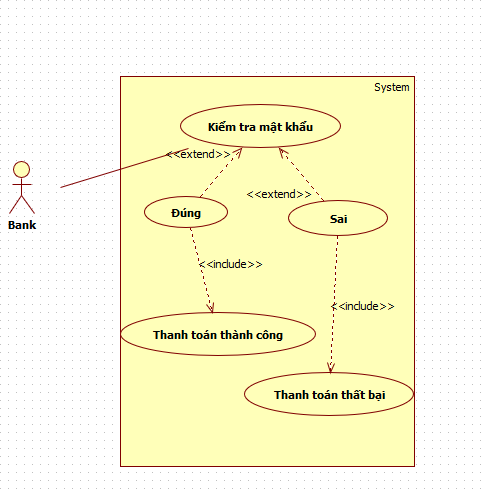 System
Kiểm tra mật khẩu
<<extend>>
<<extend>>
Bank
Đúng
Sai
<<include>>
<<include>>
Thanh toán thành công
Thanh toán thất bại